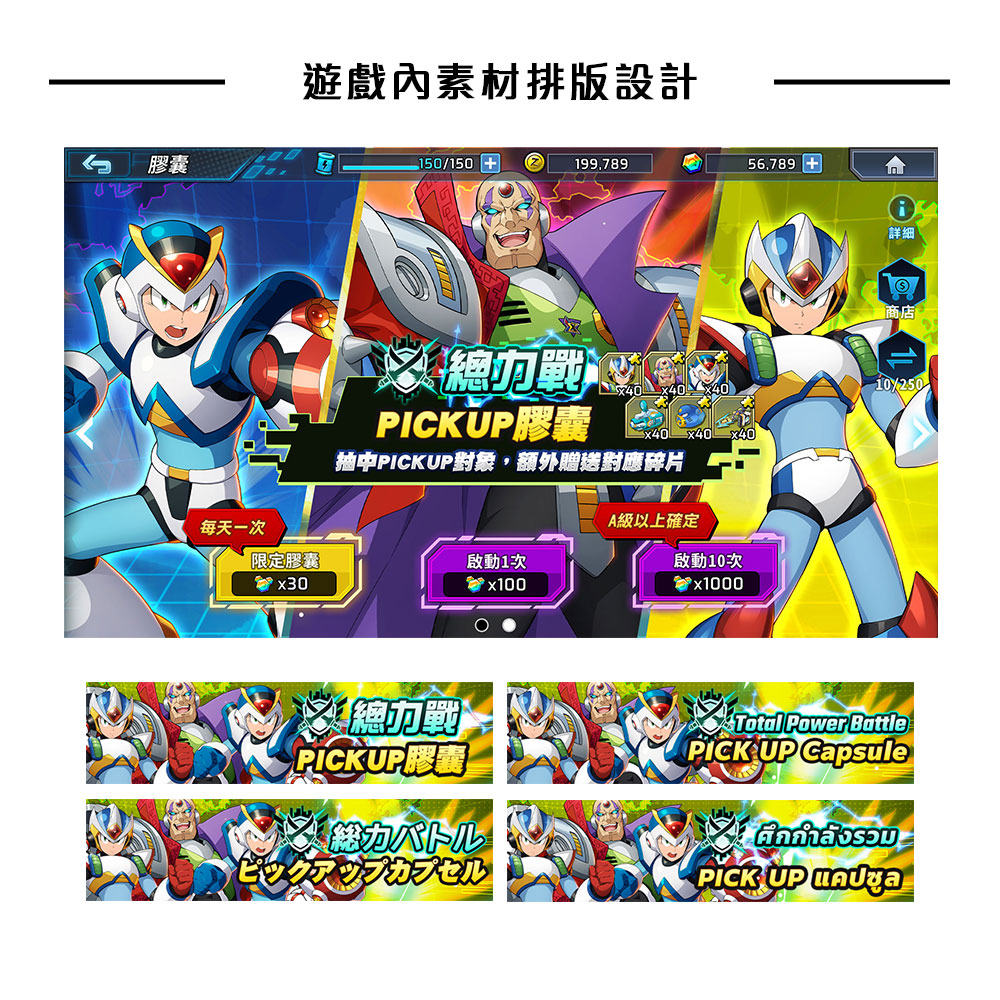 遊戲內素材排版設計
膠囊
150/150
199,789
56,789
詳細
商店
10/250
總力戰
PICKUP膠囊
抽中PICKUP對象，額外贈送對應碎片
x40 x40 x40
x40 x40 x40
每天一次
限定膠囊
x30
啟動1次
x100
A級以上確定
啟動10次
x1000
總力戰
PICKUP膠囊
Total Power Battle
PICK UP Capsule
総力バトル
ピックアップカプセル
ศึกกำลังรวม
PICK UP แคปซูล